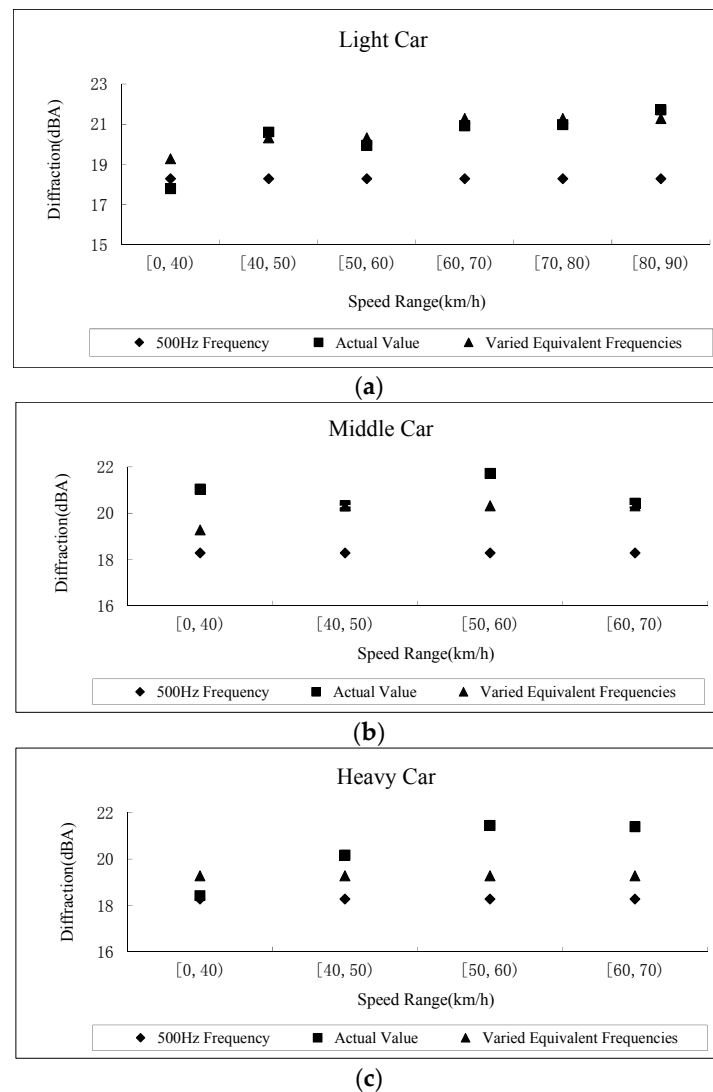 Light Car
Diffraction(dBA)
23
21
19
17
15
[0, 40) [40, 50) [50, 60) [60, 70) [70, 80) [80, 90)
Speed Range(km/h)
500Hz Frequency Actual Value Varied Equivalent Frequencies
(a)
Middle Car
Diffraction(dBA)
22
20
18
16
[0, 40) [40, 50) [50, 60) [60, 70)
Speed Range(km/h)
500Hz Frequency Actual Value Varied Equivalent Frequencies
(b)
Heavy Car
Diffraction(dBA)
22
20
18
16
[0, 40) [40, 50) [50, 60) [60, 70)
Speed Range(km/h)
500Hz Frequency Actual Value Varied Equivalent Frequencies
(c)